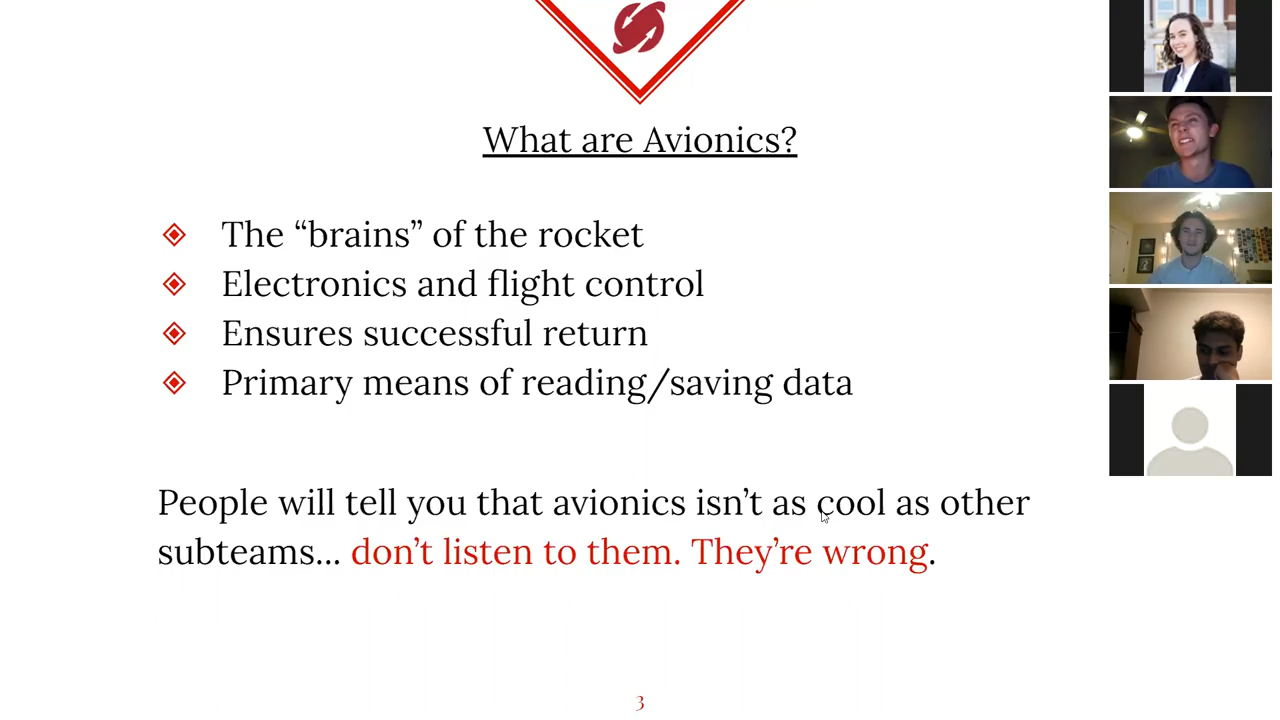 What are Avionics?
The “brains” of the rocket
Electronics and flight control
Ensures successful return
Primary means of reading/saving data
People will tell you that avionics isn’t as cool as other
subteams... don’t listen to them. They’re wrong.
3